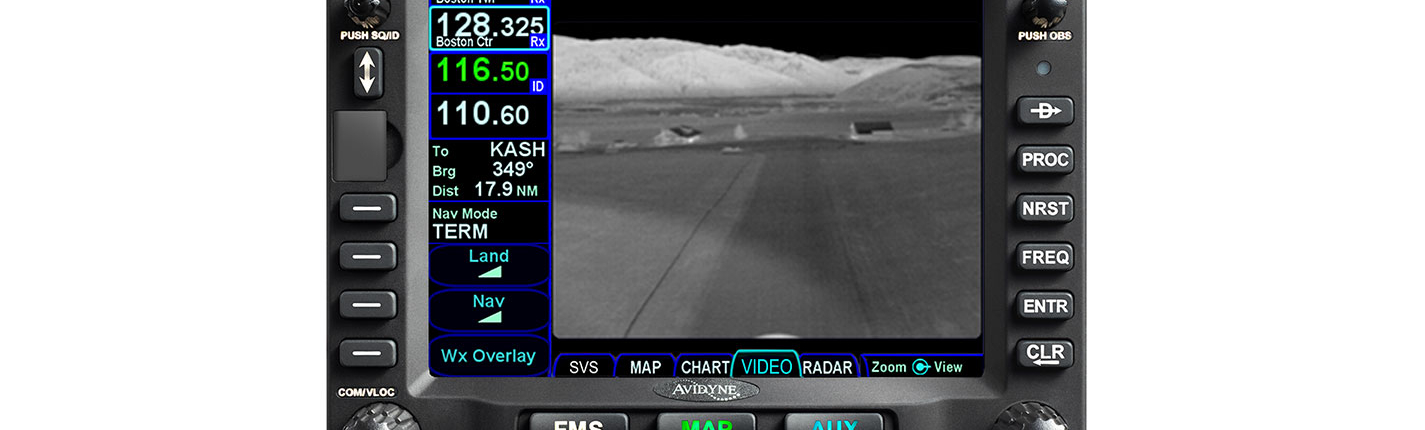 Boston Twr Rx
PUSH SQ/ID
128.325
Boston Ctr Rx
116.50
ID
110.60
To KASH
Brg 349°
Dist 17.9 NM
Nav Mode
TERM
Land
Nav
Wx Overlay
COM/VLOC
SVS MAP CHART VIDEO RADAR Zoom View
AVIDYNE
FMS MAP AUX
PUSH OBS
D
PROC
NRST
FREQ
ENTR
CLR